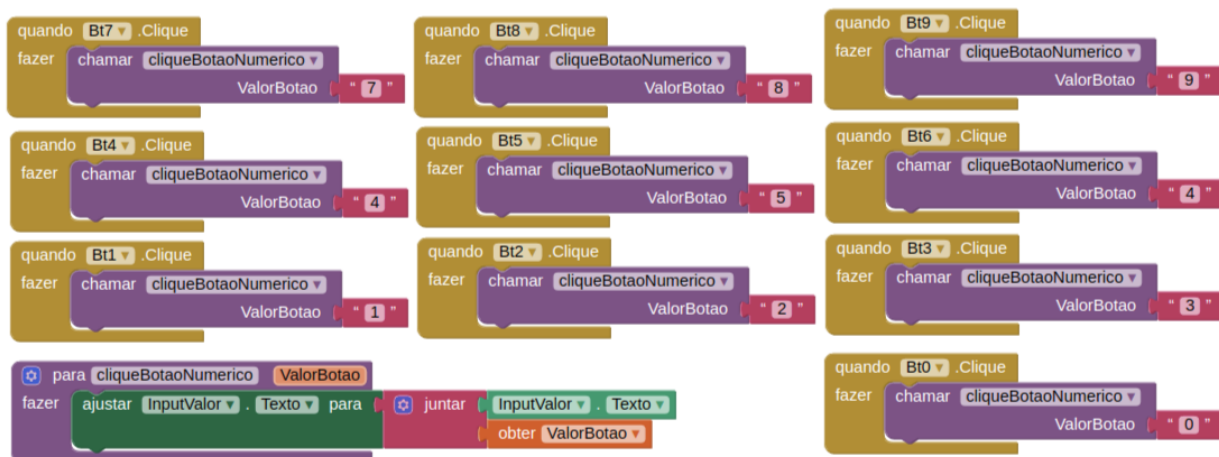 quando Bt7 .Clique
fazer chamar cliqueBotaoNumerico
ValorBotao " 7 "
quando Bt8 .Clique
fazer chamar cliqueBotaoNumerico
ValorBotao " 8 "
quando Bt9 .Clique
fazer chamar cliqueBotaoNumerico
ValorBotao " 9 "
quando Bt4 .Clique
fazer chamar cliqueBotaoNumerico
ValorBotao " 4 "
quando Bt5 .Clique
fazer chamar cliqueBotaoNumerico
ValorBotao " 5 "
quando Bt6 .Clique
fazer chamar cliqueBotaoNumerico
ValorBotao " 4 "
quando Bt1 .Clique
fazer chamar cliqueBotaoNumerico
ValorBotao " 1 "
quando Bt2 .Clique
fazer chamar cliqueBotaoNumerico
ValorBotao " 2 "
quando Bt3 .Clique
fazer chamar cliqueBotaoNumerico
ValorBotao " 3 "
para cliqueBotaoNumerico ValorBotao
fazer ajustar InputValor . Texto para juntar InputValor . Texto
obter ValorBotao
quando Bt0 .Clique
fazer chamar cliqueBotaoNumerico
ValorBotao " 0 "